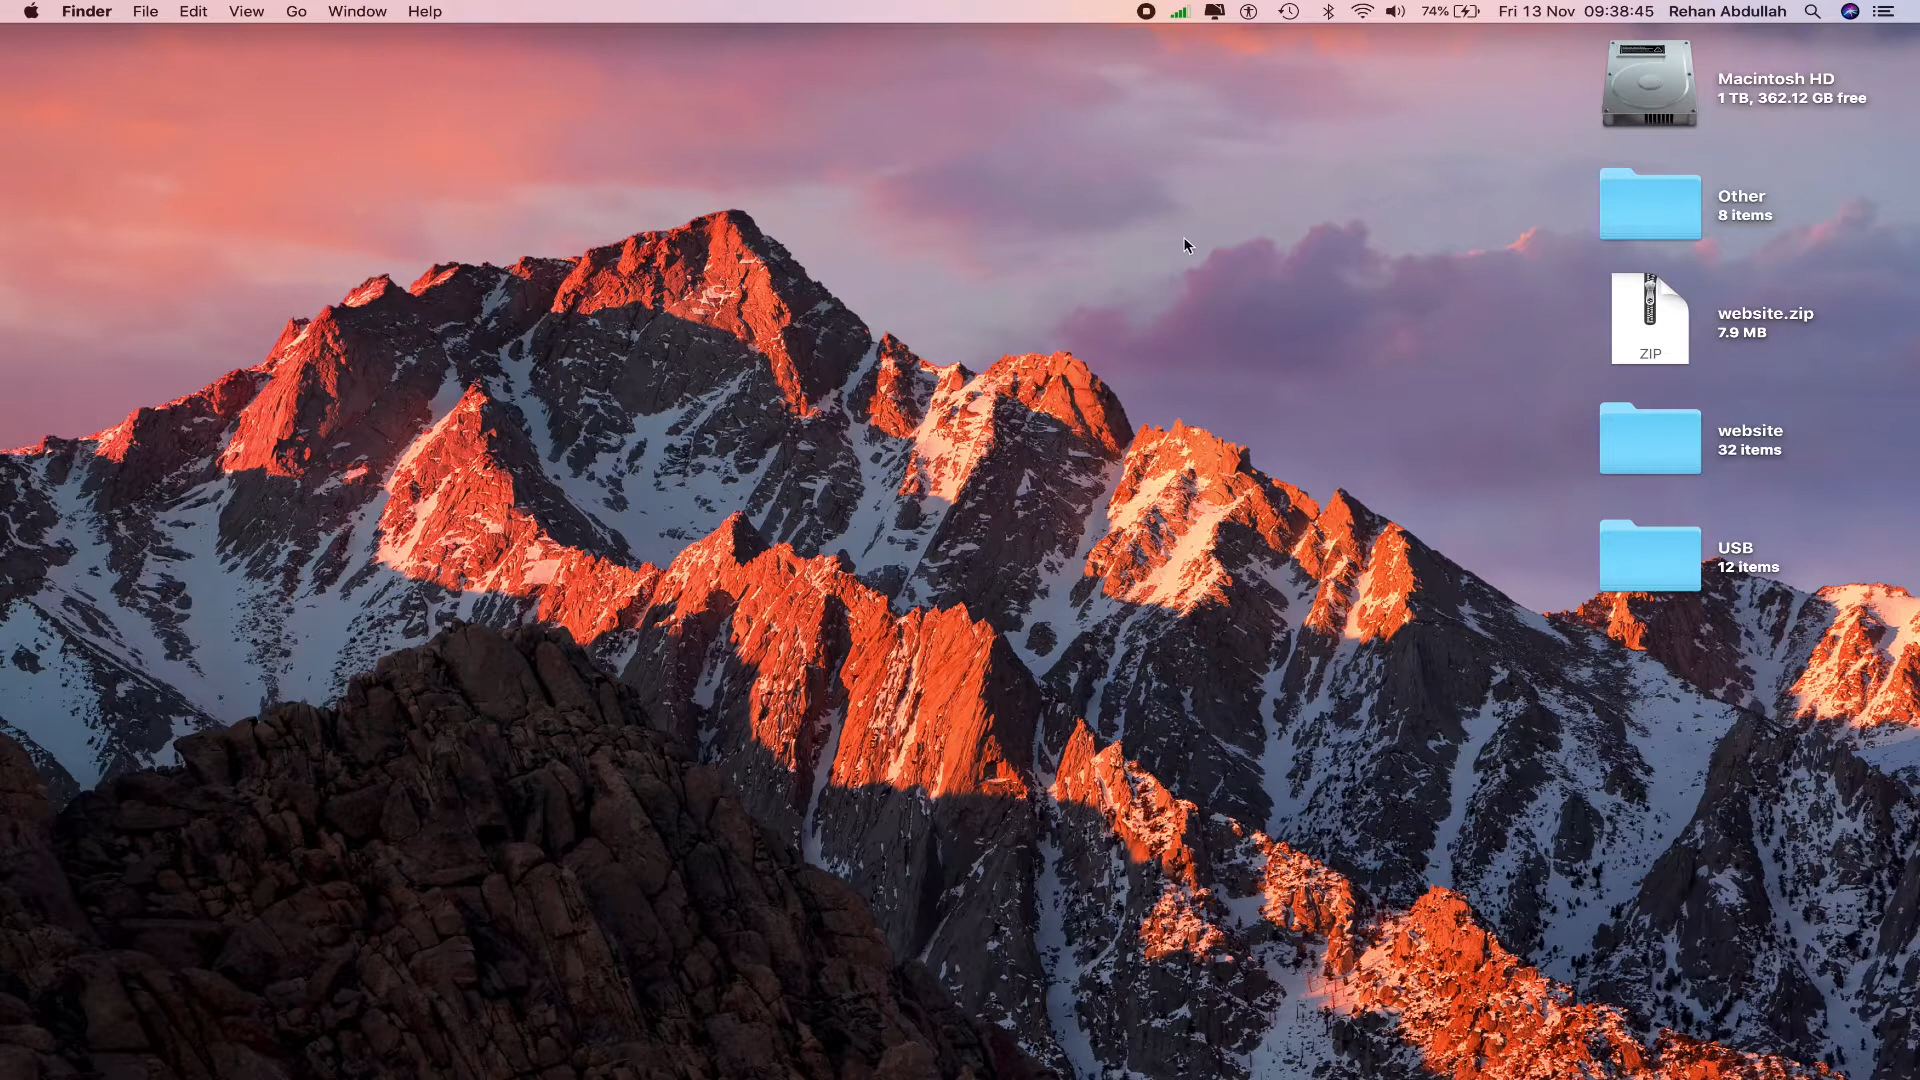 Finder File Edit View Go Window Help 74% Fri 13 Nov 09:38:45 Rehan Abdullah
Macintosh HD
1 TB, 362.12 GB free
Other
8 items
website.zip
7.9 MB
ZIP
website
32 items
USB
12 items